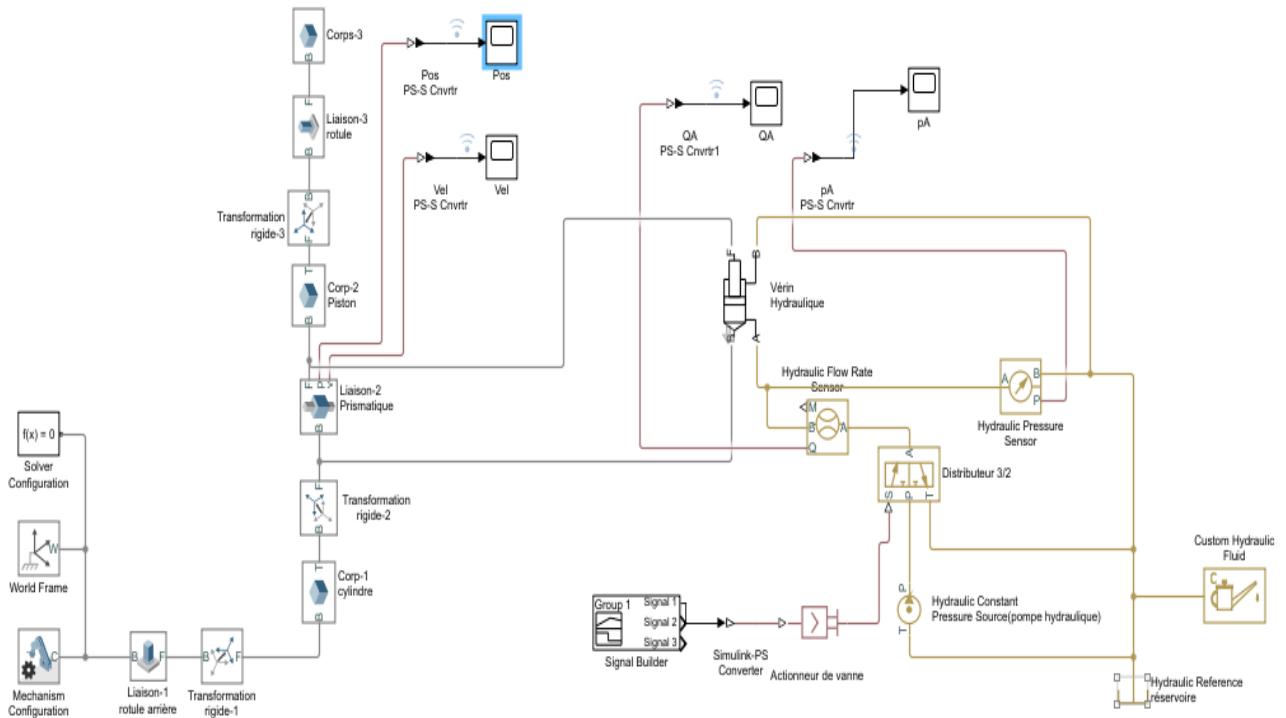 Corps-3
B
F
Liaison-3
rotule
B
B
Transformation
rigide-3
F
T
Corp-2
Piston
B
F P V
Liaison-2
Prismatique
B
F
Transformation
rigide-2
B
T
Corp-1
cylindre
B
Pos
PS-S Cnvrtr
Pos
Vel
PS-S Cnvrtr
Vel
QA
PS-S Cnvrtr1
QA
pA
PS-S Cnvrtr
pA
F B
Vérin
Hydraulique
A
Hydraulic Flow Rate
Sensor
M
B A
Q
A B
P
Hydraulic Pressure
Sensor
A
Distributeur 3/2
S P T
f(x) = 0
Solver
Configuration
W
World Frame
C
Mechanism
Configuration
B F
Liaison-1
rotule arrière
B F
Transformation
rigide-1
Group 1
Signal 1
Signal 2
Signal 3
Signal Builder
Simulink-PS
Converter
Actionneur de vanne
P
T
Hydraulic Constant
Pressure Source(pompe hydraulique)
Custom Hydraulic
Fluid
C
Hydraulic Reference
réservoire